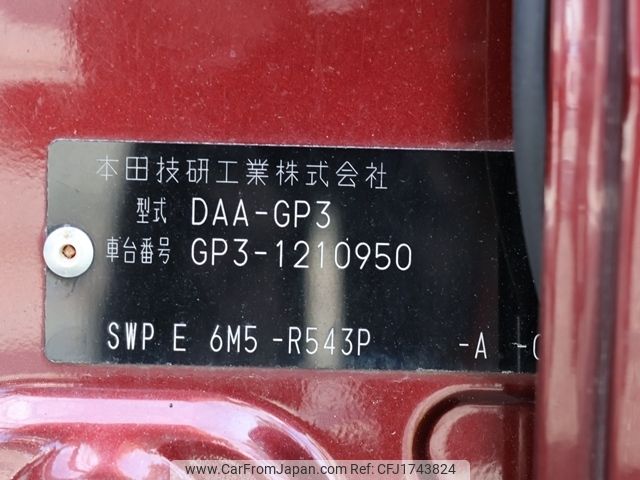 本田技研工業株式会社
型式 DAA-GP3
車台番号 GP3-1210950
SWP E 6M5 -R543P -A -
www.CarFromJapan.com Ref: CFJ1743824